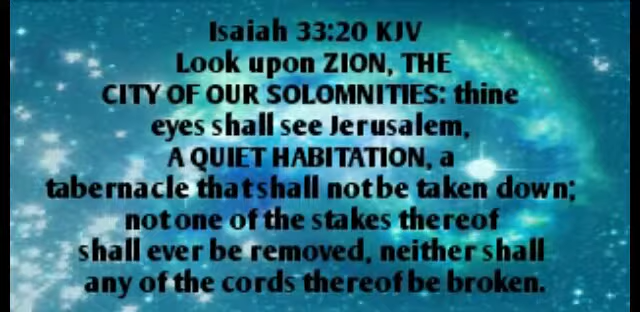 Isaiah 33:20 KJV
Look upon ZION, THE
CITY OF OUR SOLOMNITIES: thine
eyes shall see Jerusalem,
A QUIET HABITATION, a
tabernacle that shall not be taken down;
not one of the stakes thereof
shall ever be removed, neither shall
any of the cords thereof be broken.